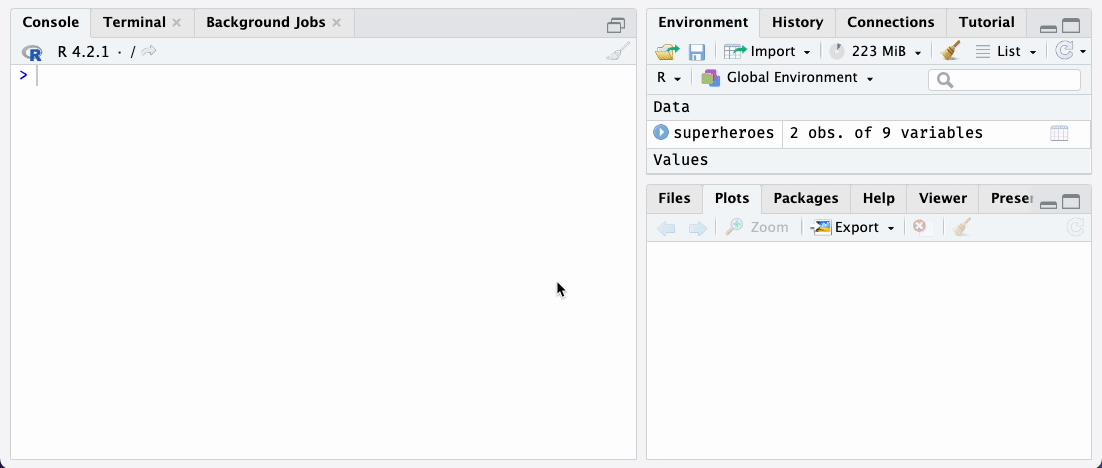 Console Terminal Background Jobs
R 4.2.1 · /
>
Environment History Connections Tutorial
Import 223 MiB List
R Global Environment
Data
superheroes 2 obs. of 9 variables
Values
Files Plots Packages Help Viewer Presen
Zoom Export